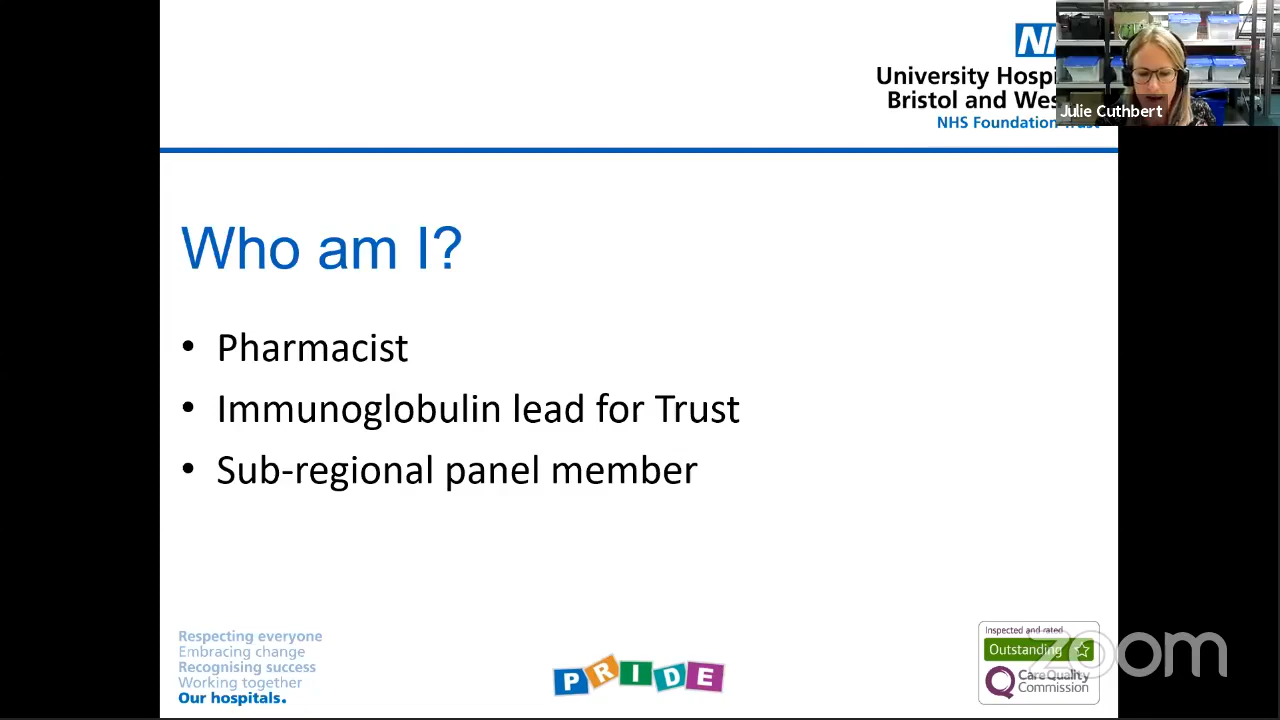 University Hospi
Bristol and Wes
NHS Foundation Trust
Julie Cuthbert
Who am I?
• Pharmacist
• Immunoglobulin lead for Trust
• Sub-regional panel member
Respecting everyone
Embracing change
Recognising success
Working together
Our hospitals.
PRIDE
Inspected and rated
Outstanding
CareQuality
Commission
zoom